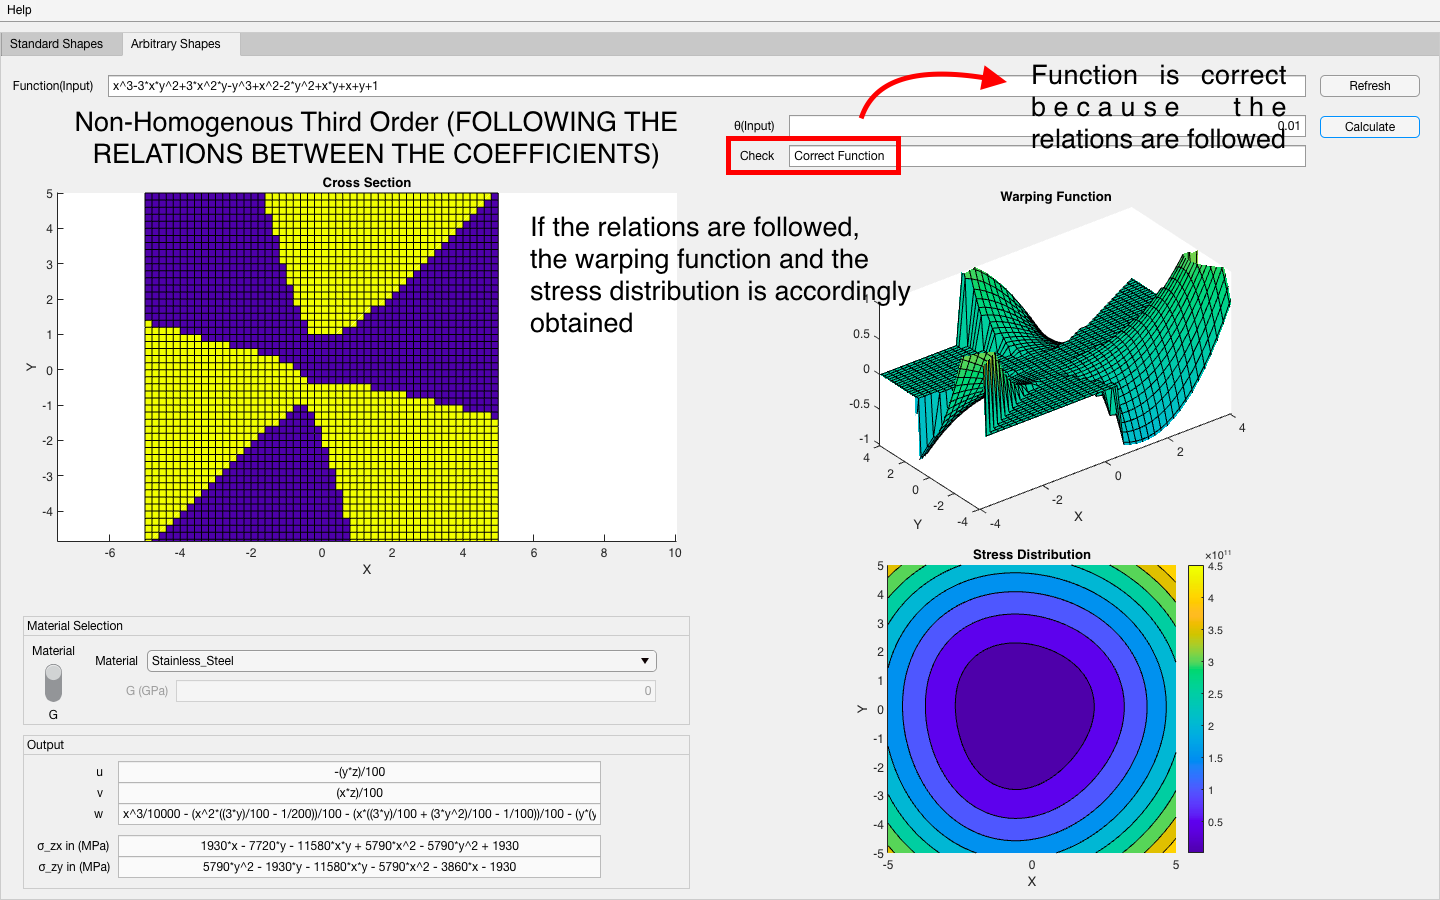 Help
Standard Shapes Arbitrary Shapes
Function(Input) x^3-3*x*y^2+3*x^2*y-y^3+x^2-2*y^2+x*y+x+y+1 Refresh
Function is correct
because the
relations are followed
θ(Input) 0.01 Calculate
Check Correct Function
Non-Homogenous Third Order (FOLLOWING THE
RELATIONS BETWEEN THE COEFFICIENTS)
Cross Section
5
4
3
2
1
0
-1
-2
-3
-4
Y
-6 -4 -2 0 2 4 6 8 10
X
If the relations are followed,
the warping function and the
stress distribution is accordingly
obtained
Warping Function
1
0.5
0
-0.5
-1
4
2
0
-2
-4
Y
-4
-2
0
2
4
X
Stress Distribution
5
4
3
2
1
0
-1
-2
-3
-4
-5
Y
-5 0 5
X
×10¹¹
4.5
4
3.5
3
2.5
2
1.5
1
0.5
Material Selection
Material
G
Material Stainless_Steel
G (GPa) 0
Output
u -(y*z)/100
v (x*z)/100
w x^3/10000 - (x^2*((3*y)/100 - 1/200))/100 - (x*((3*y)/100 + (3*y^2)/100 - 1/100))/100 - (y*(y
σ_zx in (MPa) 1930*x - 7720*y - 11580*x*y + 5790*x^2 - 5790*y^2 + 1930
σ_zy in (MPa) 5790*y^2 - 1930*y - 11580*x*y - 5790*x^2 - 3860*x - 1930